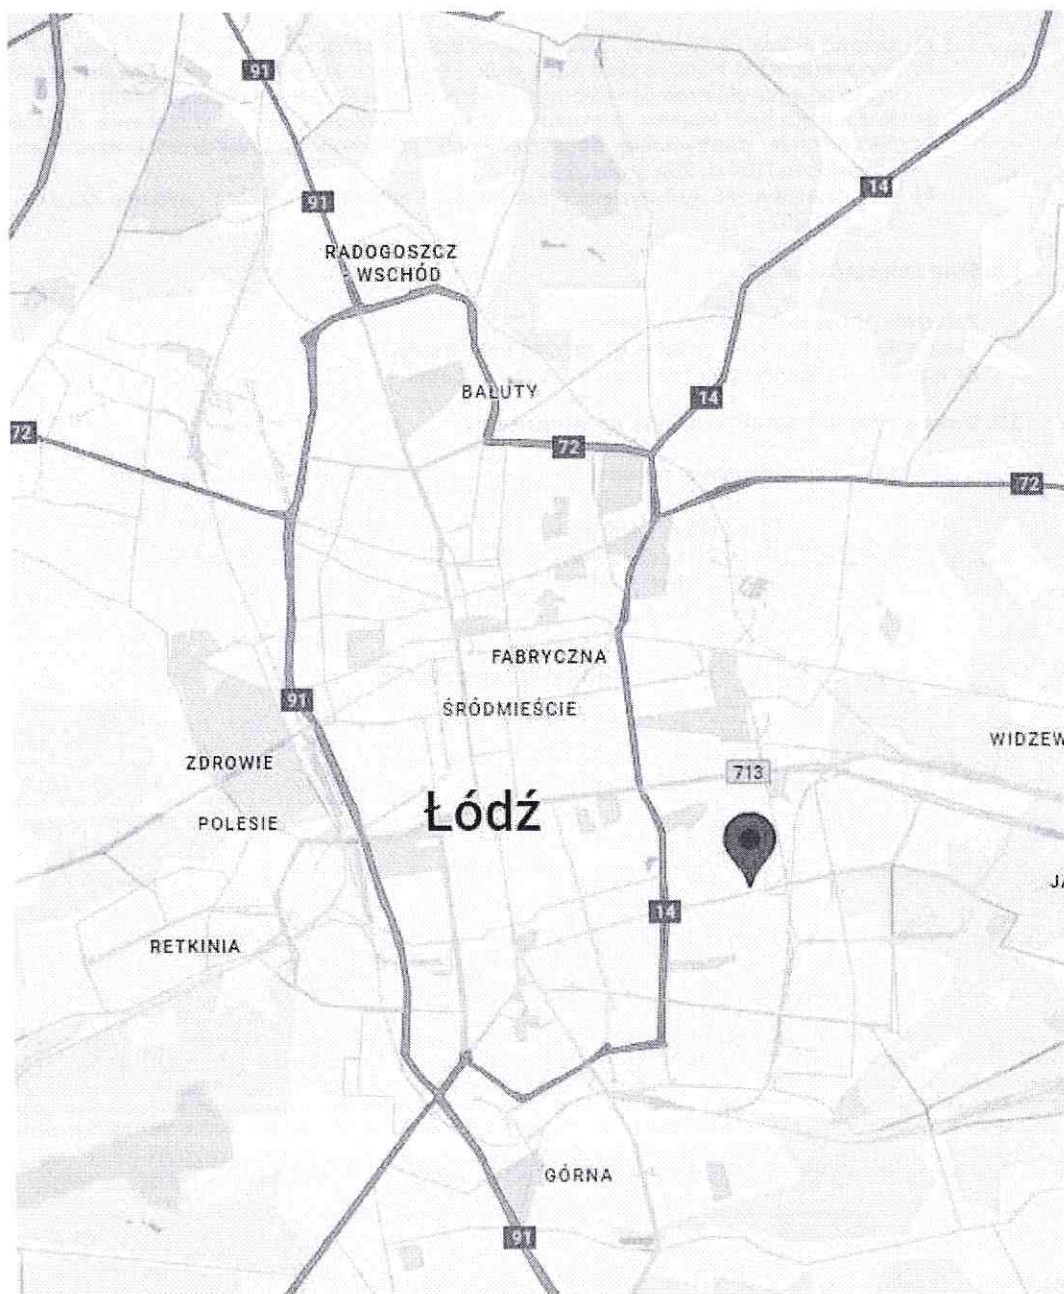 91
91
14
RADOGOSZCZ
- WSCHÓD
BAŁUTY
14
72
72
72
FABRYCZNA
91
ŚRÓDMIEŚCIE
WIDZEW
ZDROWIE
713
Łódź
POLESIE
JA
14
RETKINIA
GÓRNA
91